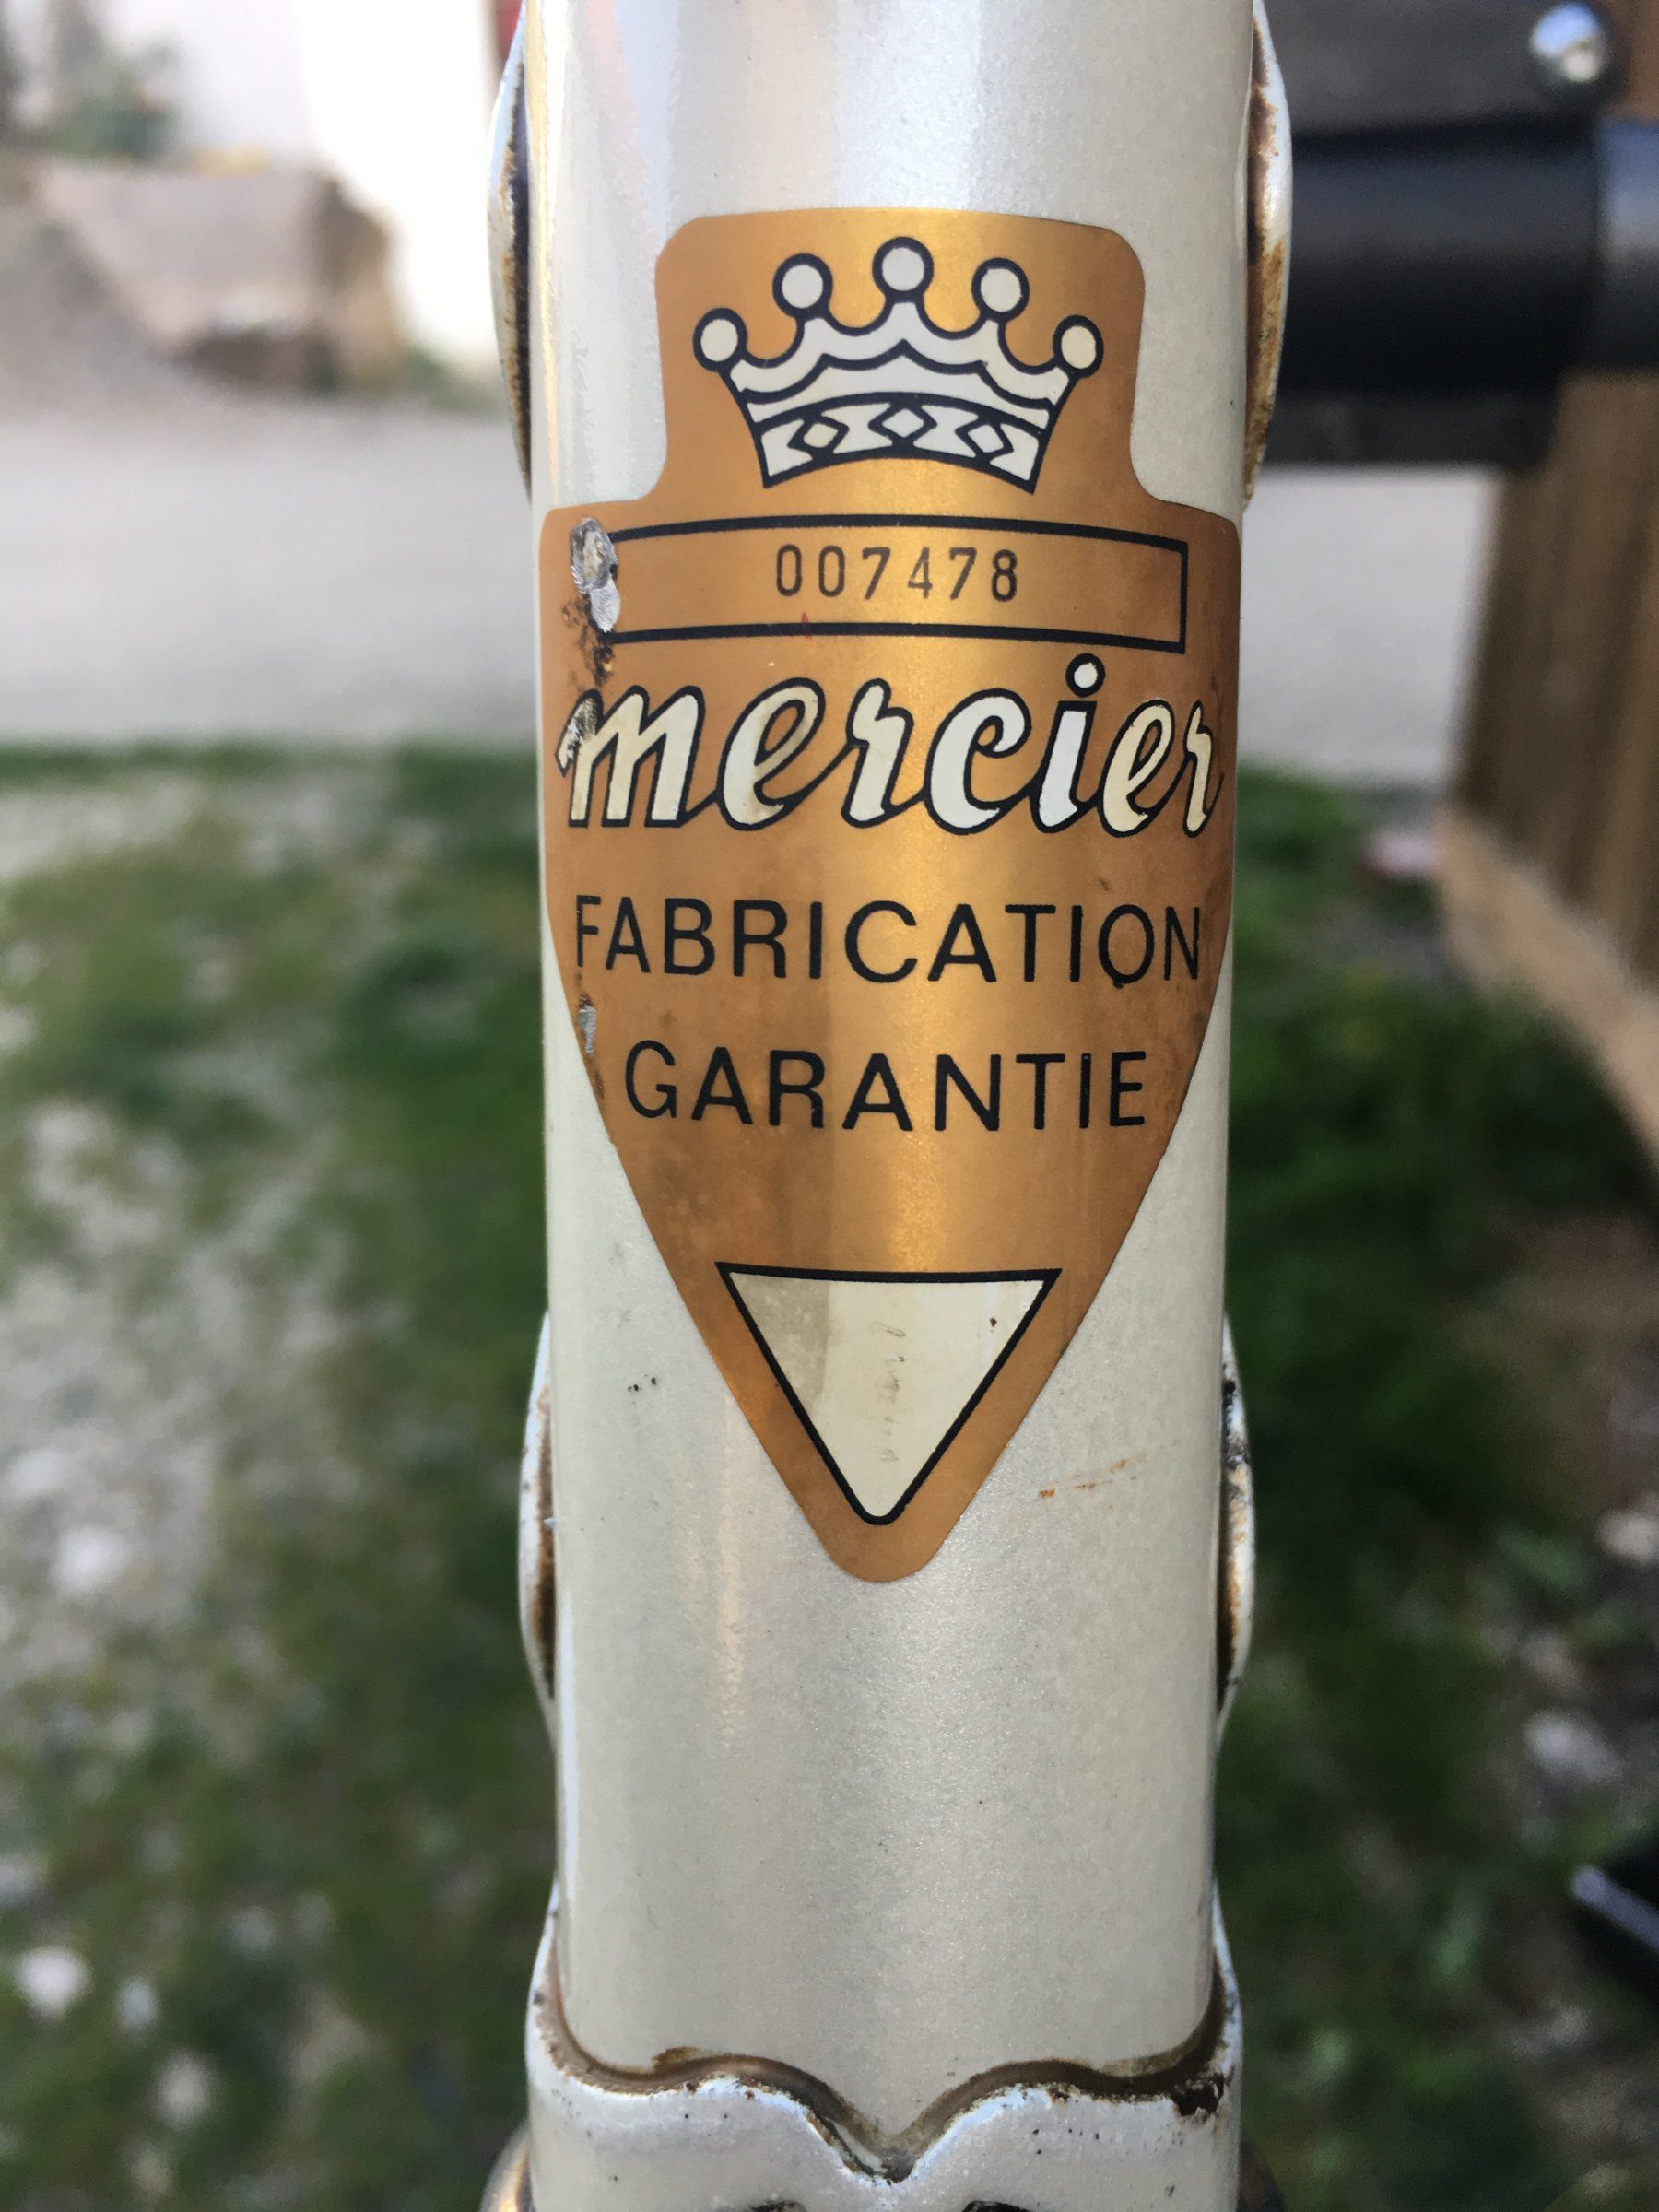 007478
mercier
FABRICATION
GARANTIE